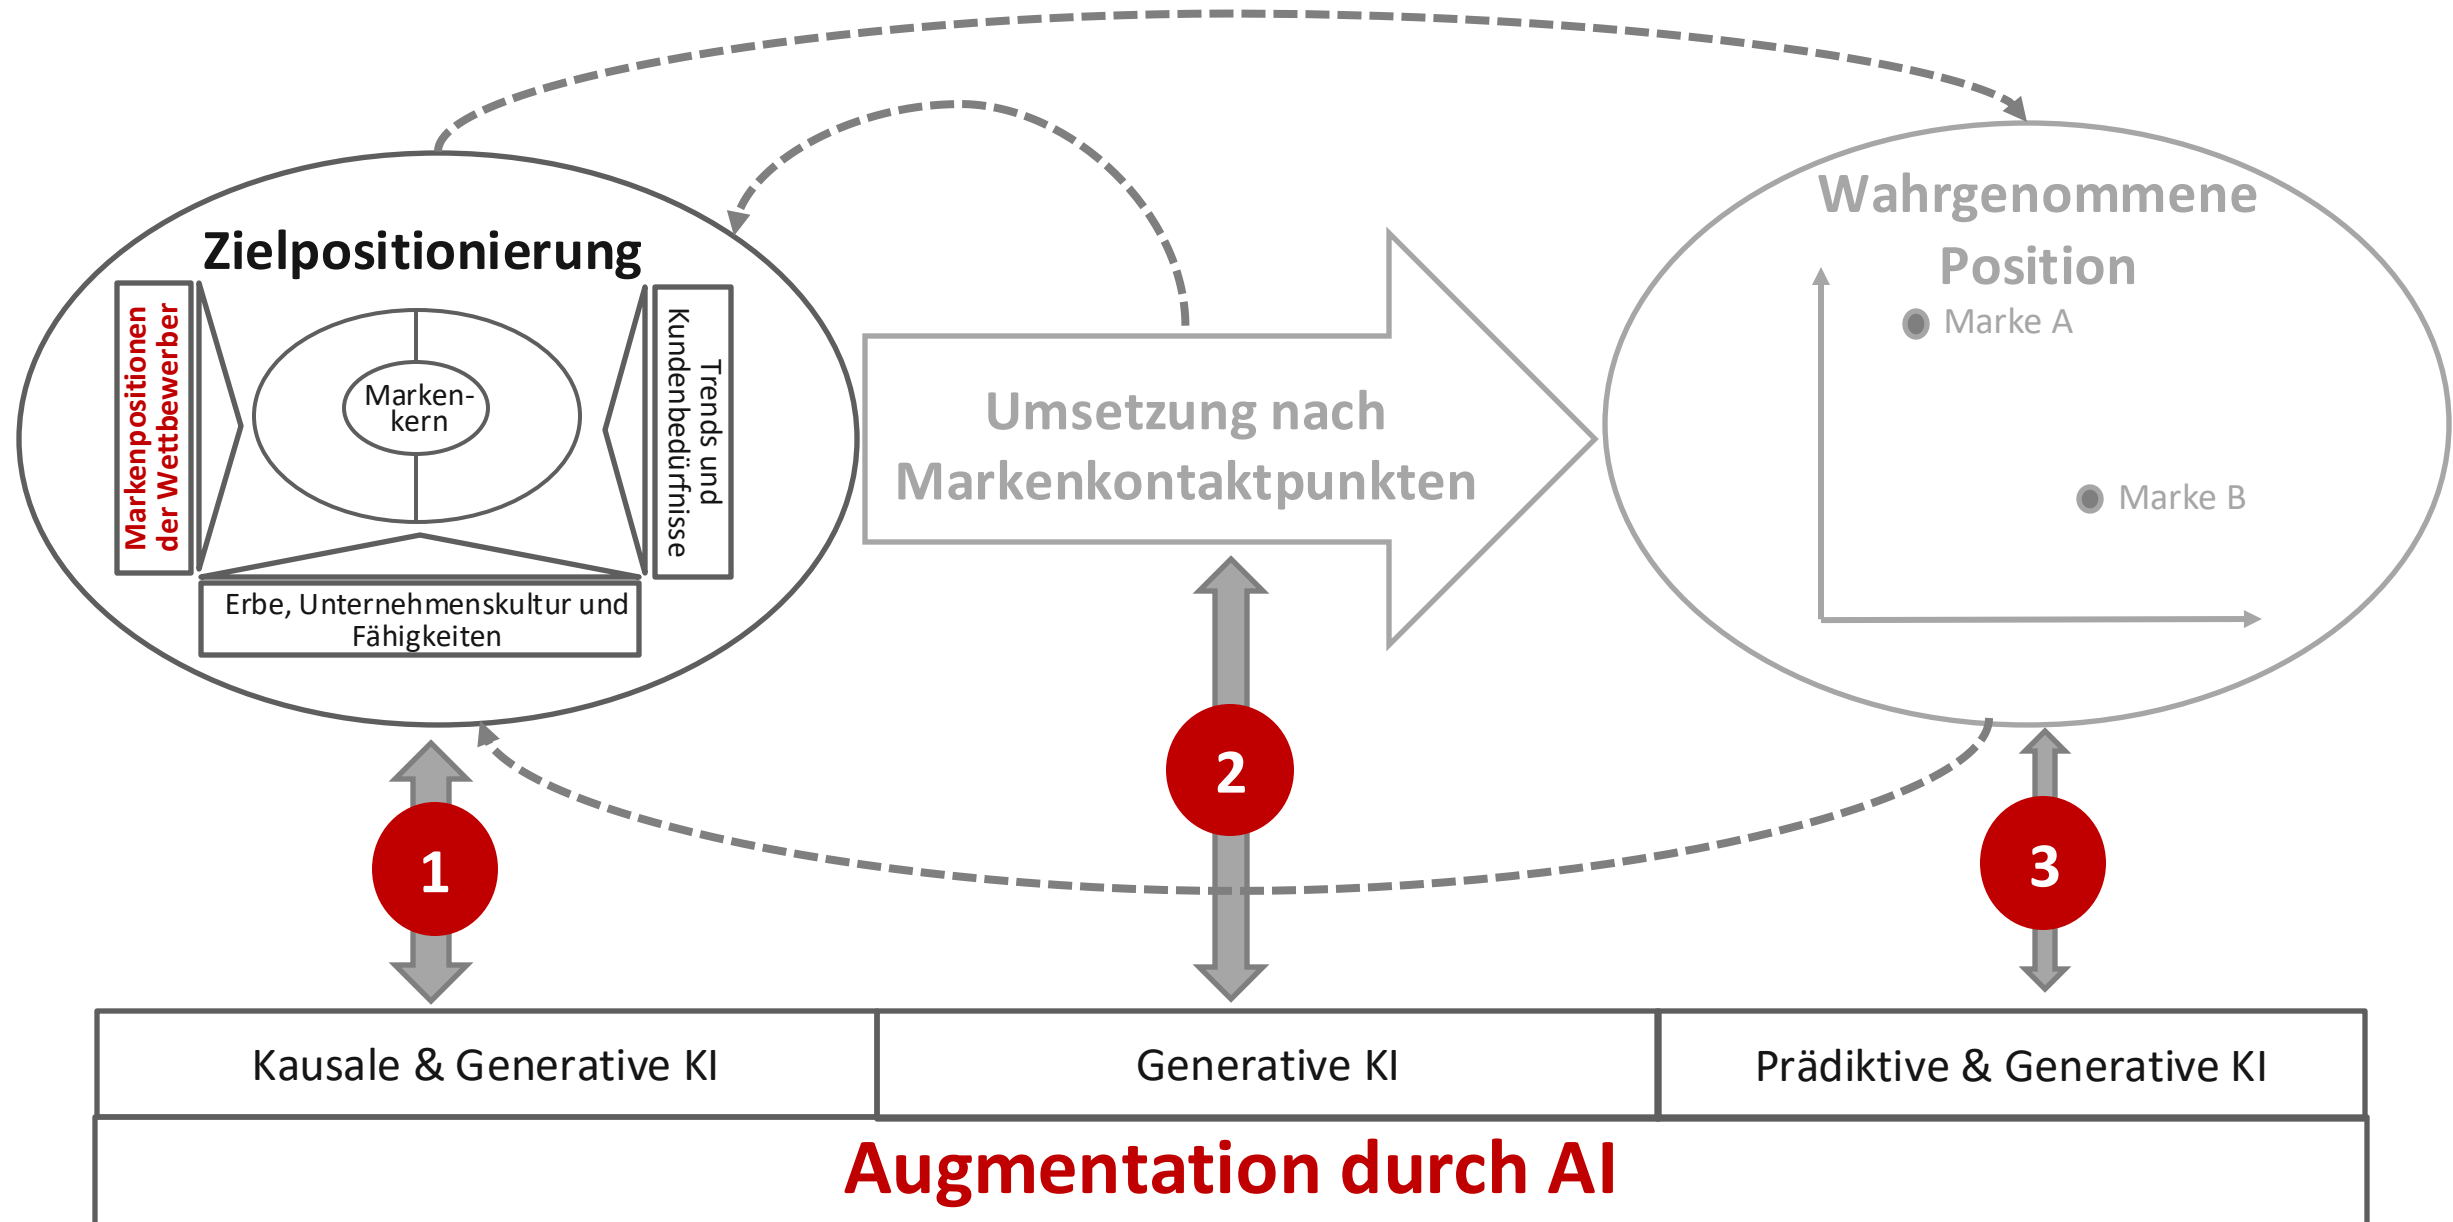 Zielpositionierung
Markenpositionen
der Wettbewerber
Marken-
kern
Trends und
Kundenbedürfnisse
Erbe, Unternehmenskultur und
Fähigkeiten
Umsetzung nach
Markenkontaktpunkten
Wahrgenommene
Position
Marke A
Marke B
1
2
3
Kausale & Generative KI
Generative KI
Prädiktive & Generative KI
Augmentation durch AI